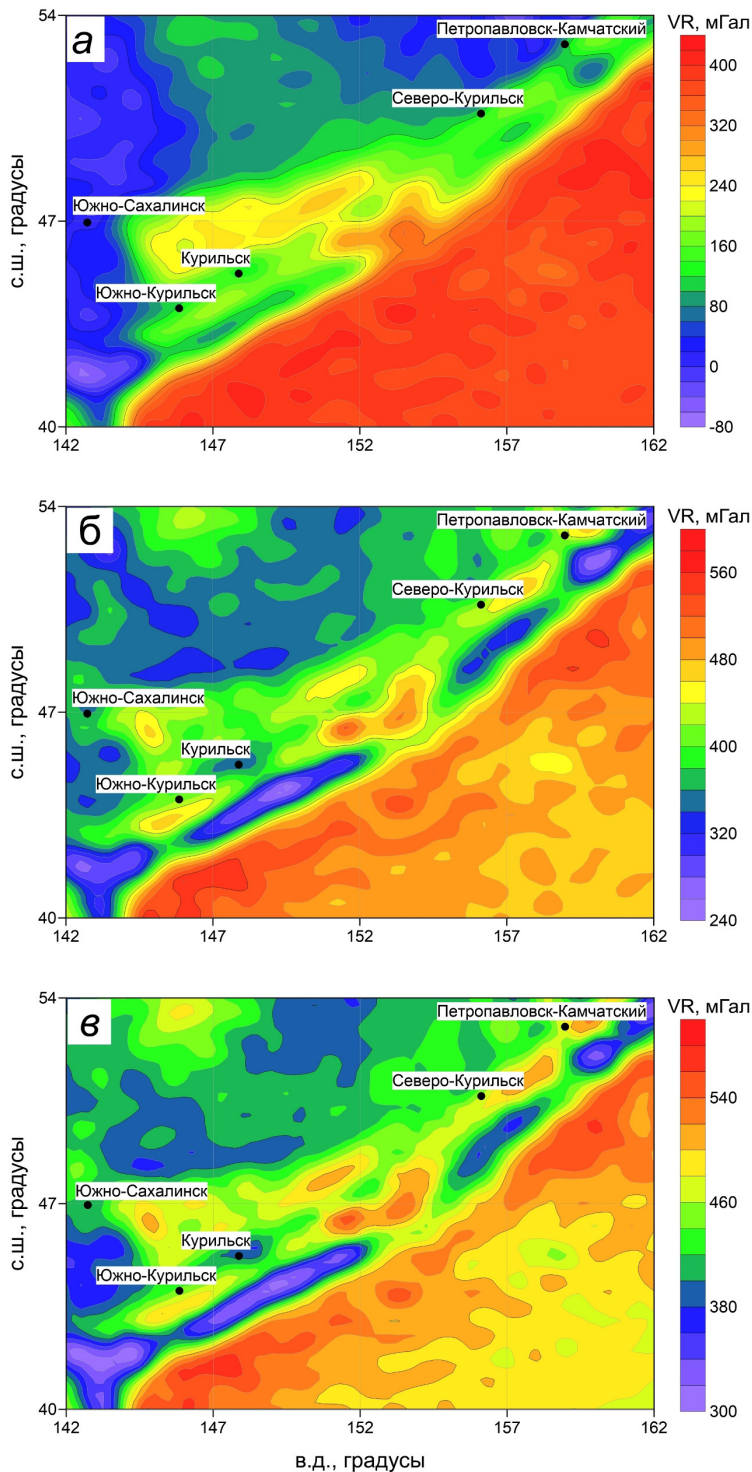 а
VR, мГал
54
Петропавловск-Камчатский
400
Северо-Курильск
320
240
с.ш., градусы
47
Южно-Сахалинск
160
Курильск
Южно-Курильск
80
0
-80
40
142
147
152
157
162
б
VR, мГал
54
Петропавловск-Камчатский
560
Северо-Курильск
480
с.ш., градусы
47
Южно-Сахалинск
400
Курильск
Южно-Курильск
320
240
40
142
147
152
157
162
в
VR, мГал
54
Петропавловск-Камчатский
540
Северо-Курильск
с.ш., градусы
47
Южно-Сахалинск
460
Курильск
Южно-Курильск
380
300
40
142
147
152
157
162
в.д., градусы